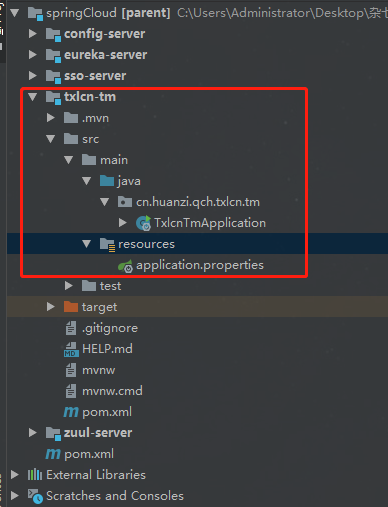 springCloud [parent] C:\Users\Administrator\Desktop\杂七
config-server
eureka-server
sso-server
txlcn-tm
.mvn
src
main
java
cn.huanzi.qch.txlcn.tm
TxlcnTmApplication
resources
application.properties
test
target
.gitignore
HELP.md
mvnw
mvnw.cmd
pom.xml
zuul-server
pom.xml
External Libraries
Scratches and Consoles